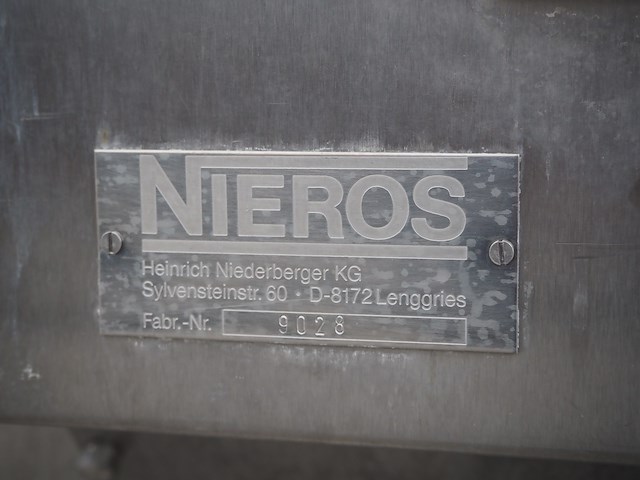 NIEROS
Heinrich Niederberger KG
Sylvensteinstr. 60 · D-8172 Lenggries
Fabr.-Nr. 9028